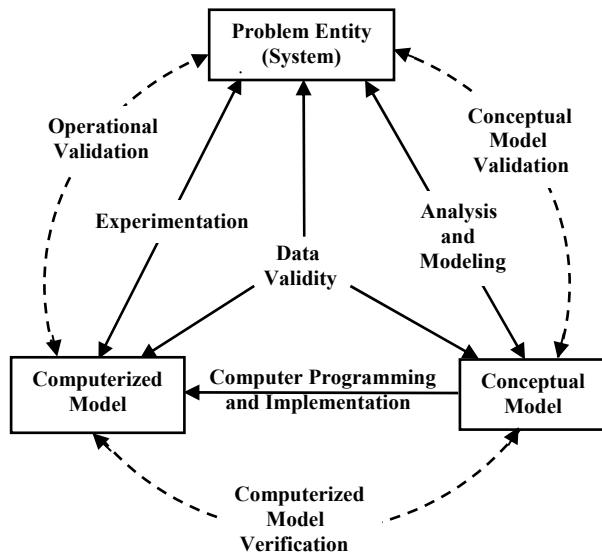 Problem Entity
(System)
Operational
Validation
Conceptual
Model
Validation
Experimentation
Analysis
and
Modeling
Data
Validity
Computerized
Model
Computer Programming
and Implementation
Conceptual
Model
Computerized
Model
Verification